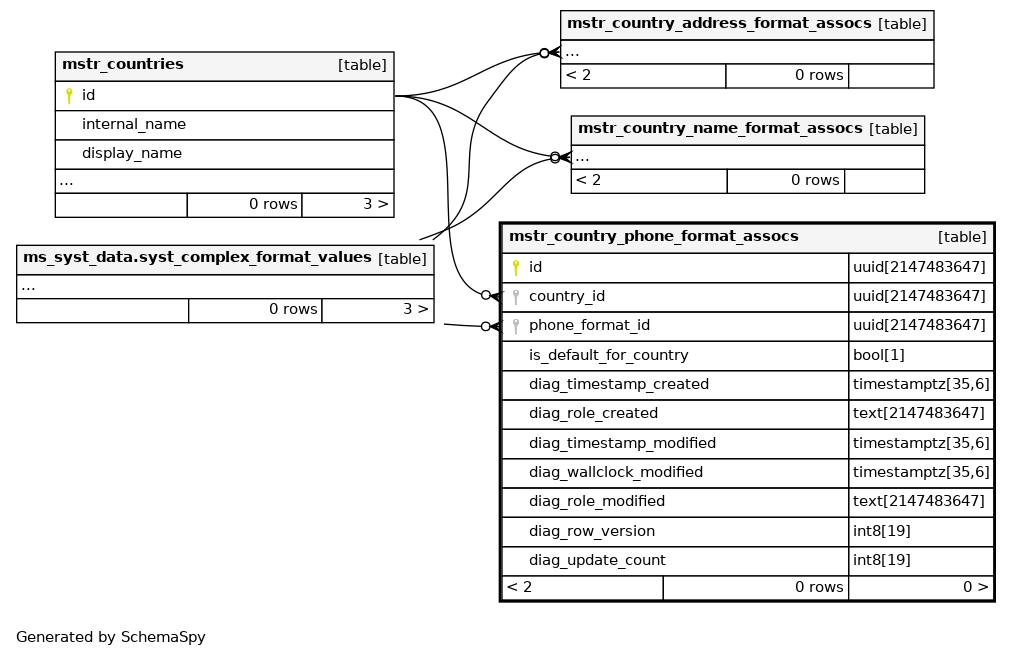 mstr_country_address_format_assocs [table]
...
< 2 0 rows
mstr_countries [table]
id
internal_name
display_name
...
0 rows 3 >
mstr_country_name_format_assocs [table]
...
< 2 0 rows
ms_syst_data.syst_complex_format_values [table]
...
0 rows 3 >
mstr_country_phone_format_assocs [table]
id uuid[2147483647]
country_id uuid[2147483647]
phone_format_id uuid[2147483647]
is_default_for_country bool[1]
diag_timestamp_created timestamptz[35,6]
diag_role_created text[2147483647]
diag_timestamp_modified timestamptz[35,6]
diag_wallclock_modified timestamptz[35,6]
diag_role_modified text[2147483647]
diag_row_version int8[19]
diag_update_count int8[19]
< 2 0 rows 0 >
Generated by SchemaSpy